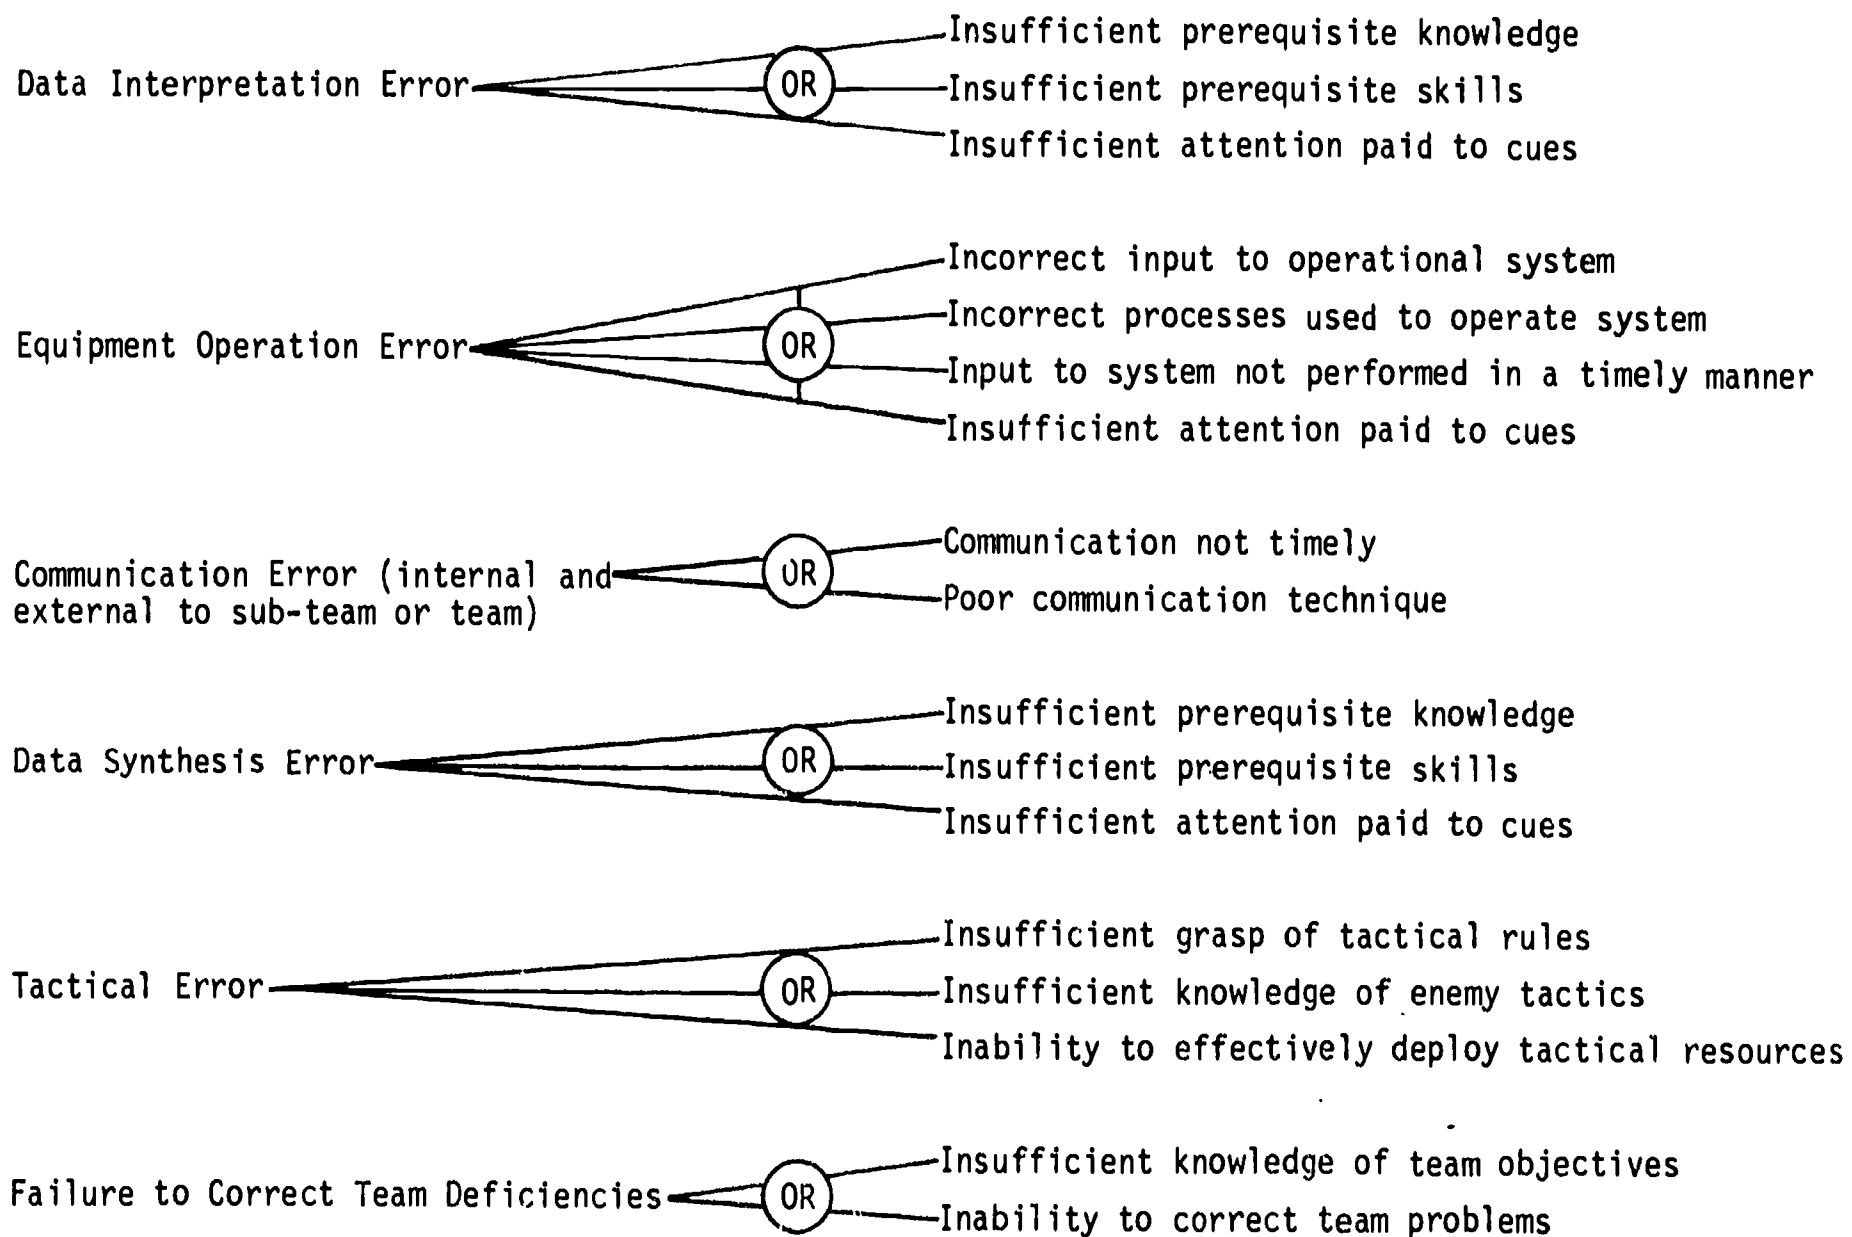 Insufficient prerequisite knowledge
Data Interpretation Error
OR
Insufficient prerequisite skills
Insufficient attention paid to cues
Incorrect input to operational system
Incorrect processes used to operate system
Equipment Operation Error
OR
Input to system not performed in a timely manner
Insufficient attention paid to cues
Communication not timely
Communication Error (internal and
external to sub-team or team)
OR
Poor communication technique
Insufficient prerequisite knowledge
Data Synthesis Error
OR
Insufficient prerequisite skills
Insufficient attention paid to cues
Insufficient grasp of tactical rules
Tactical Error
OR
Insufficient knowledge of enemy tactics
Inability to effectively deploy tactical resources
Insufficient knowledge of team objectives
Failure to Correct Team Deficiencies
OR
Inability to correct team problems